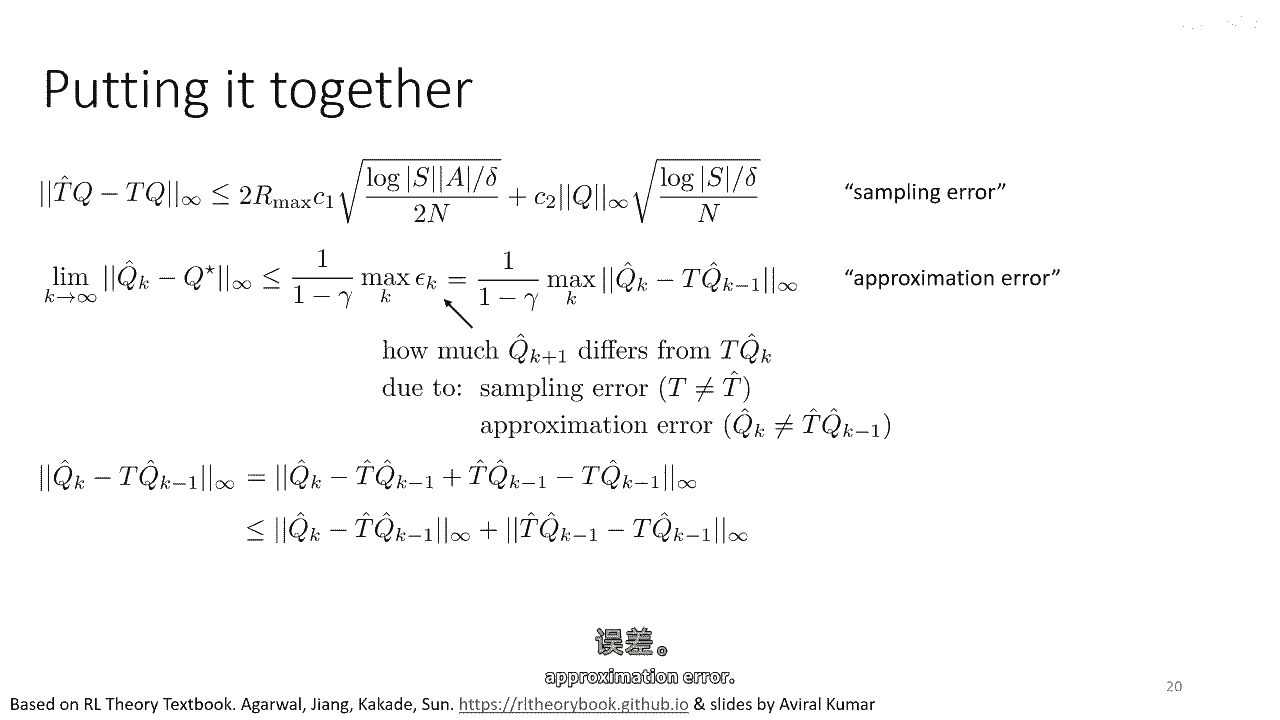 Putting it together
$||\hat{T}Q - TQ||_\infty \leq 2R_{\max}c_1\sqrt{\frac{\log|S||A|/\delta}{2N}} + c_2||Q||_\infty\sqrt{\frac{\log|S|/\delta}{N}}$ “sampling error”
$\lim_{k\to\infty}||\hat{Q}_k - Q^\star||_\infty \leq \frac{1}{1-\gamma}\max_k \epsilon_k = \frac{1}{1-\gamma}\max_k||\hat{Q}_k - T\hat{Q}_{k-1}||_\infty$ “approximation error”
how much $\hat{Q}_{k+1}$ differs from $T\hat{Q}_k$
due to: sampling error ($T \neq \hat{T}$)
approximation error ($\hat{Q}_k \neq \hat{T}\hat{Q}_{k-1}$)
$||\hat{Q}_k - T\hat{Q}_{k-1}||_\infty = ||\hat{Q}_k - \hat{T}\hat{Q}_{k-1} + \hat{T}\hat{Q}_{k-1} - T\hat{Q}_{k-1}||_\infty$
$\leq ||\hat{Q}_k - \hat{T}\hat{Q}_{k-1}||_\infty + ||\hat{T}\hat{Q}_{k-1} - T\hat{Q}_{k-1}||_\infty$
误差。
approximation error.
20
Based on RL Theory Textbook. Agarwal, Jiang, Kakade, Sun. https://rltheorybook.github.io & slides by Aviral Kumar